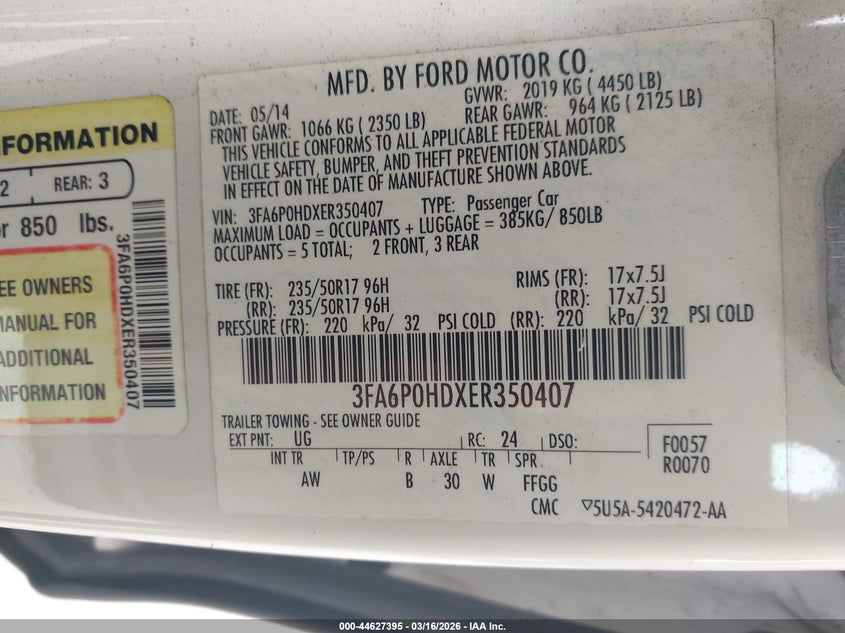 MFD. BY FORD MOTOR CO.
DATE: 05/14 GVWR: 2019 KG ( 4450 LB)
FRONT GAWR: 1066 KG ( 2350 LB) REAR GAWR: 964 KG ( 2125 LB)
THIS VEHICLE CONFORMS TO ALL APPLICABLE FEDERAL MOTOR
VEHICLE SAFETY, BUMPER, AND THEFT PREVENTION STANDARDS
IN EFFECT ON THE DATE OF MANUFACTURE SHOWN ABOVE.
VIN: 3FA6P0HDXER350407 TYPE: Passenger Car
MAXIMUM LOAD = OCCUPANTS + LUGGAGE = 385KG/ 850LB
OCCUPANTS = 5 TOTAL; 2 FRONT, 3 REAR
TIRE (FR): 235/50R17 96H RIMS (FR): 17x7.5J
(RR): 235/50R17 96H (RR): 17x7.5J
PRESSURE (FR): 220 kPa/ 32 PSI COLD (RR): 220 kPa/ 32 PSI COLD
3FA6P0HDXER350407
TRAILER TOWING - SEE OWNER GUIDE
EXT PNT: UG RC: 24 DSO:
INT TR TP/PS R AXLE TR SPR
AW B 30 W FFGG
F0057
R0070
CMC ▽5U5A-5420472-AA
FORMATION
2 REAR: 3
or 850 lbs.
EE OWNERS
MANUAL FOR
ADDITIONAL
NFORMATION
3FA6P0HDXER350407
000-44627395 - 03/16/2026 - IAA Inc.